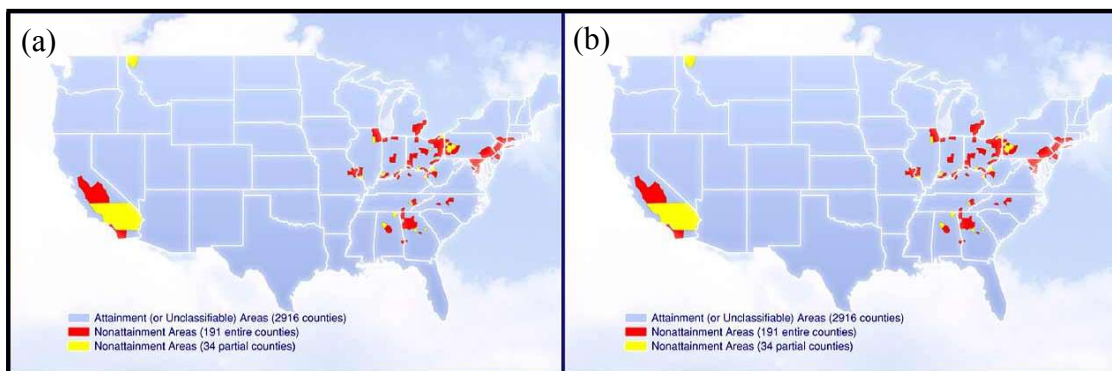 (a)
Attainment (or Unclassifiable) Areas (2916 counties)
Nonattainment Areas (191 entire counties)
Nonattainment Areas (34 partial counties)
(b)
Attainment (or Unclassifiable) Areas (2916 counties)
Nonattainment Areas (191 entire counties)
Nonattainment Areas (34 partial counties)